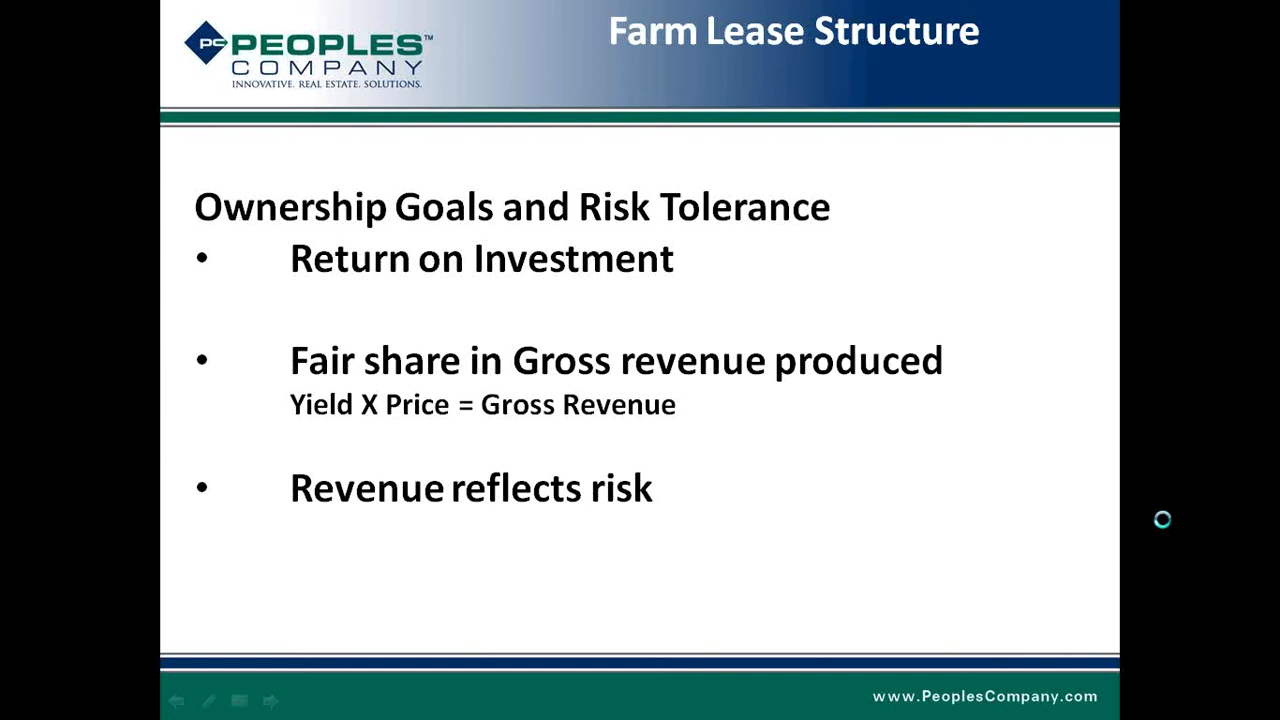 Farm Lease Structure
PC PEOPLES™
COMPANY
INNOVATIVE. REAL ESTATE. SOLUTIONS.
Ownership Goals and Risk Tolerance
• Return on Investment
• Fair share in Gross revenue produced
Yield X Price = Gross Revenue
• Revenue reflects risk
www.PeoplesCompany.com